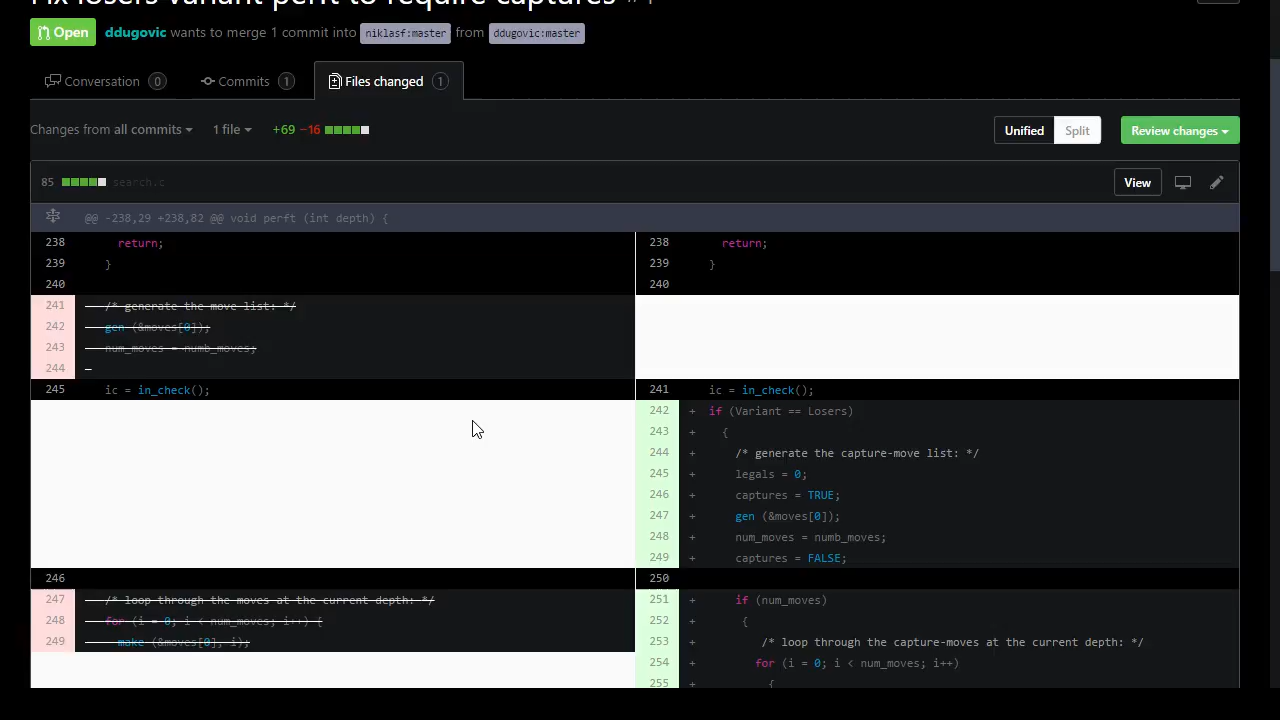 Fix losers variant perft to require captures
Open ddugovic wants to merge 1 commit into niklasf:master from ddugovic:master
Conversation 0 Commits 1 Files changed 1
Changes from all commits 1 file +69 −16 Unified Split Review changes
85 search.c View
@@ -238,29 +238,82 @@ void perft (int depth) {
238 return; 238 return;
239 } 239 }
240 240
241 /* generate the move list: */
242 gen (&moves[0]);
243 num_moves = numb_moves;
244
245 ic = in_check(); 241 ic = in_check();
242 + if (Variant == Losers)
243 + {
244 + /* generate the capture-move list: */
245 + legals = 0;
246 + captures = TRUE;
247 + gen (&moves[0]);
248 + num_moves = numb_moves;
249 + captures = FALSE;
246 250
247 /* loop through the moves at the current depth: */ 251 + if (num_moves)
248 for (i = 0; i < num_moves; i++) { 252 + {
249 make (&moves[0], i); 253 + /* loop through the capture-moves at the current depth: */
254 + for (i = 0; i < num_moves; i++)
255 + {